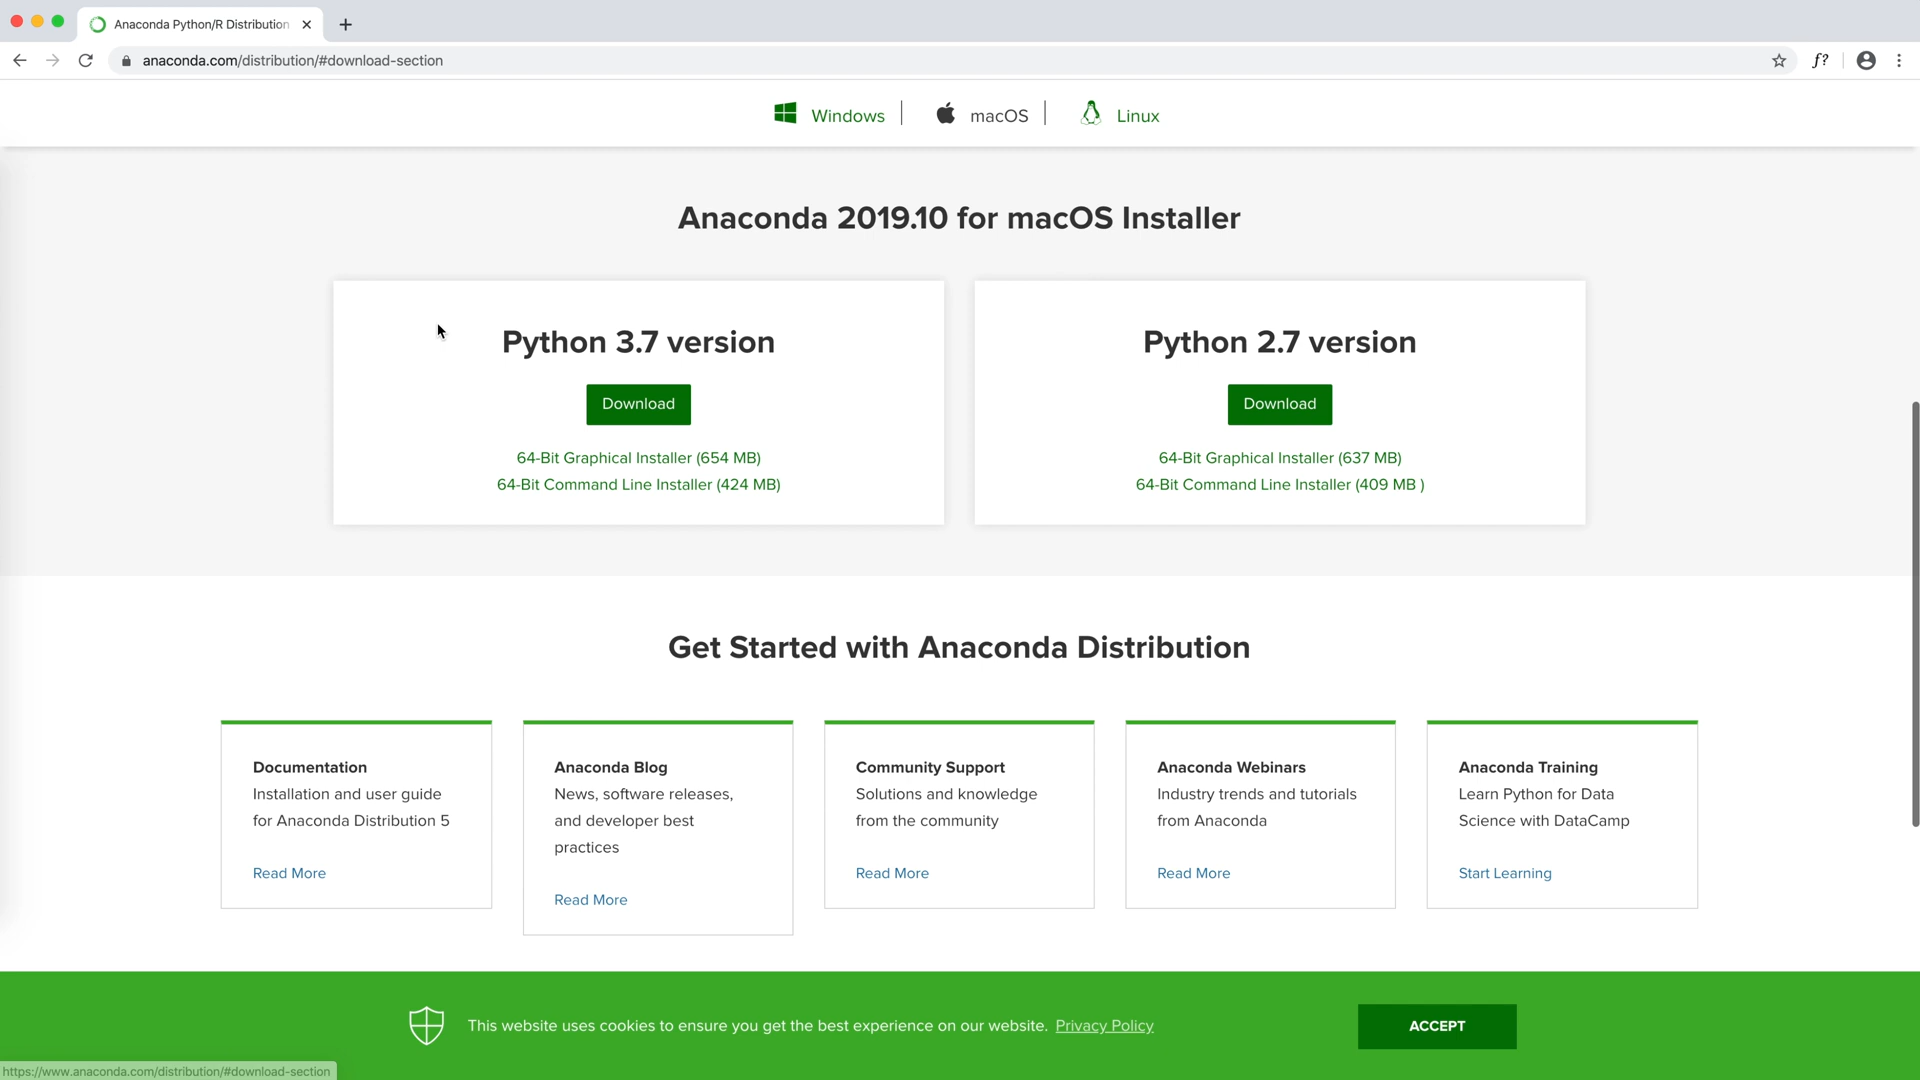 Anaconda Python/R Distribution
anaconda.com/distribution/#download-section
f?
Windows
macOS
Linux
Anaconda 2019.10 for macOS Installer
Python 3.7 version
Download
64-Bit Graphical Installer (654 MB)
64-Bit Command Line Installer (424 MB)
Python 2.7 version
Download
64-Bit Graphical Installer (637 MB)
64-Bit Command Line Installer (409 MB )
Get Started with Anaconda Distribution
Documentation
Installation and user guide
for Anaconda Distribution 5
Read More
Anaconda Blog
News, software releases,
and developer best
practices
Read More
Community Support
Solutions and knowledge
from the community
Read More
Anaconda Webinars
Industry trends and tutorials
from Anaconda
Read More
Anaconda Training
Learn Python for Data
Science with DataCamp
Start Learning
This website uses cookies to ensure you get the best experience on our website. Privacy Policy
ACCEPT
https://www.anaconda.com/distribution/#download-section